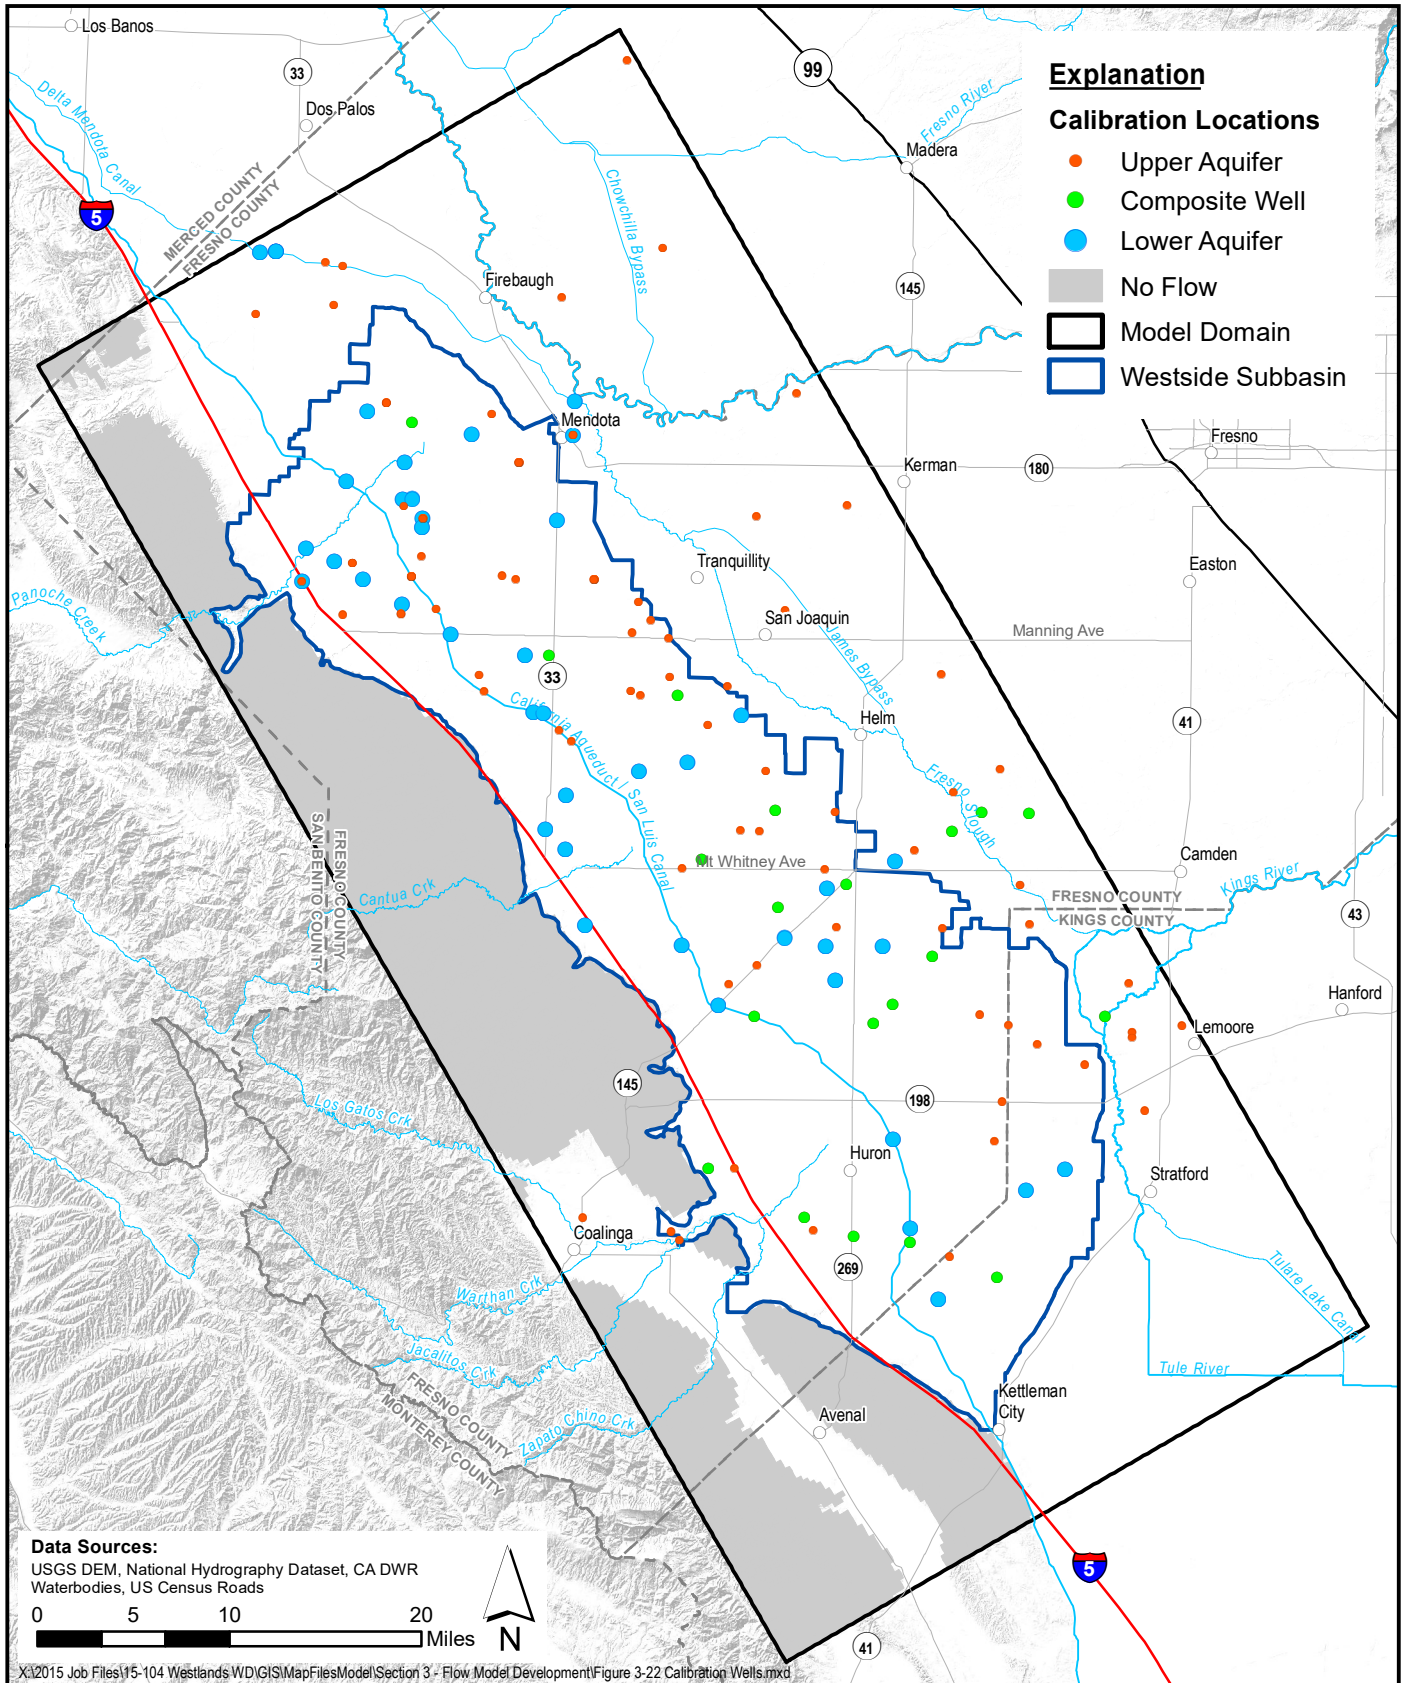 Los Banos
33
99
Explanation
Calibration Locations
Upper Aquifer
Composite Well
Lower Aquifer
No Flow
Model Domain
Westside Subbasin
Delta Mendota Canal
Dos Palos
Fresno River
Madera
MERCED COUNTY
FRESNO COUNTY
Chowchilla Bypass
5
Firebaugh
145
Mendota
Fresno
Kerman
180
Tranquillity
Easton
Panoche Creek
San Joaquin
Manning Ave
James Bypass
33
California Aqueduct / San Luis Canal
Helm
41
Fresno Slough
FRESNO COUNTY
SAN BENITO COUNTY
Mt Whitney Ave
Camden
Cantua Crk
Kings River
FRESNO COUNTY
KINGS COUNTY
43
Hanford
Lemoore
145
198
Los Gatos Crk
Huron
Stratford
Coalinga
269
Warthan Crk
Tulare Lake Canal
Jacalitos Crk
Tule River
FRESNO COUNTY
MONTEREY COUNTY
Zapato Chino Crk
Avenal
Kettleman
City
5
41
Data Sources:
USGS DEM, National Hydrography Dataset, CA DWR
Waterbodies, US Census Roads
0 5 10 20
Miles
N
X:\2015 Job Files\15-104 Westlands WD\GIS\MapFilesModel\Section 3 - Flow Model Development\Figure 3-22 Calibration Wells.mxd